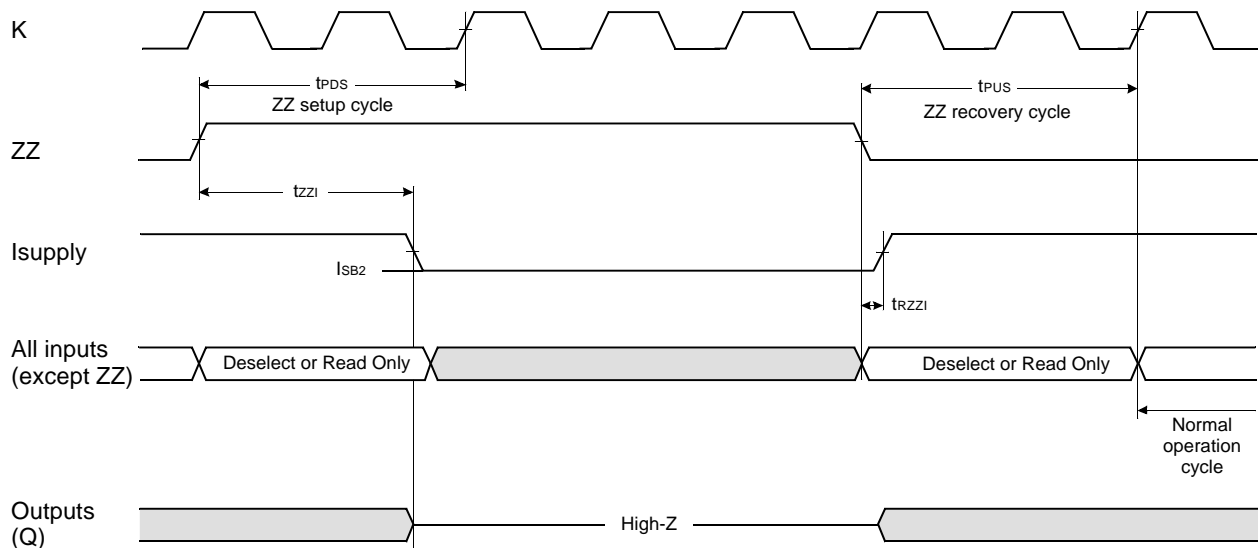 K
tPDS
ZZ setup cycle
tPUS
ZZ recovery cycle
ZZ
tZZI
Isupply
ISB2
tRZZI
All inputs
(except ZZ)
Deselect or Read Only
Deselect or Read Only
Normal
operation
cycle
Outputs
(Q)
High-Z